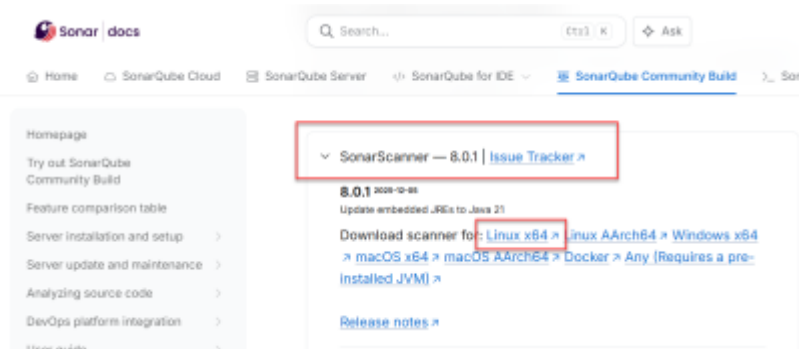 Sonar docs
Search...
Ctrl K
Ask
Home
SonarQube Cloud
SonarQube Server
SonarQube for IDE
SonarQube Community Build
Homepage
Try out SonarQube
Community Build
Feature comparison table
Server installation and setup
Server update and maintenance
Analyzing source code
DevOps platform integration
SonarScanner — 8.0.1 | Issue Tracker
8.0.1
Update embedded JREs to Java 21
Download scanner for: Linux x64 Linux AArch64 Windows x64
macOS x64 macOS AArch64 Docker Any (Requires a pre-
installed JVM)
Release notes